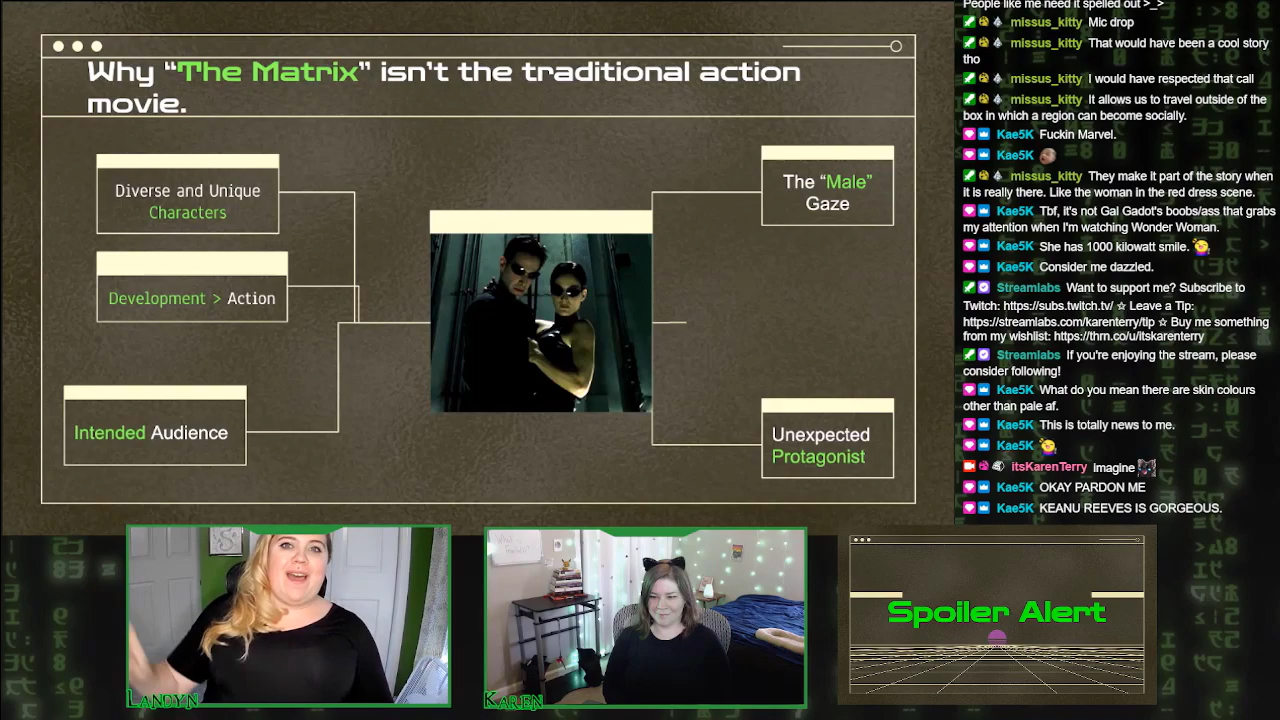 Why “The Matrix” isn’t the traditional action
movie.
Diverse and Unique
Characters
Development > Action
Intended Audience
The “Male”
Gaze
Unexpected
Protagonist
People like me need it spelled out >_>
missus_kitty Mic drop
missus_kitty That would have been a cool story
tho
missus_kitty I would have respected that call
missus_kitty It allows us to travel outside of the
box in which a region can become socially.
Kae5K Fuckin Marvel.
Kae5K
missus_kitty They make it part of the story when
it is really there. Like the woman in the red dress scene.
Kae5K Tbf, it's not Gal Gadot's boobs/ass that grabs
my attention when I'm watching Wonder Woman.
Kae5K She has 1000 kilowatt smile.
Kae5K Consider me dazzled.
Streamlabs Want to support me? Subscribe to
Twitch: https://subs.twitch.tv/ ☆ Leave a Tip:
https://streamlabs.com/karenterry/tip ☆ Buy me something
from my wishlist: https://thrn.co/u/itskarenterry
Streamlabs If you're enjoying the stream, please
consider following!
Kae5K What do you mean there are skin colours
other than pale af.
Kae5K This is totally news to me.
Kae5K
itsKarenTerry imagine
Kae5K OKAY PARDON ME
Kae5K KEANU REEVES IS GORGEOUS.
Landyn
Karen
Spoiler Alert